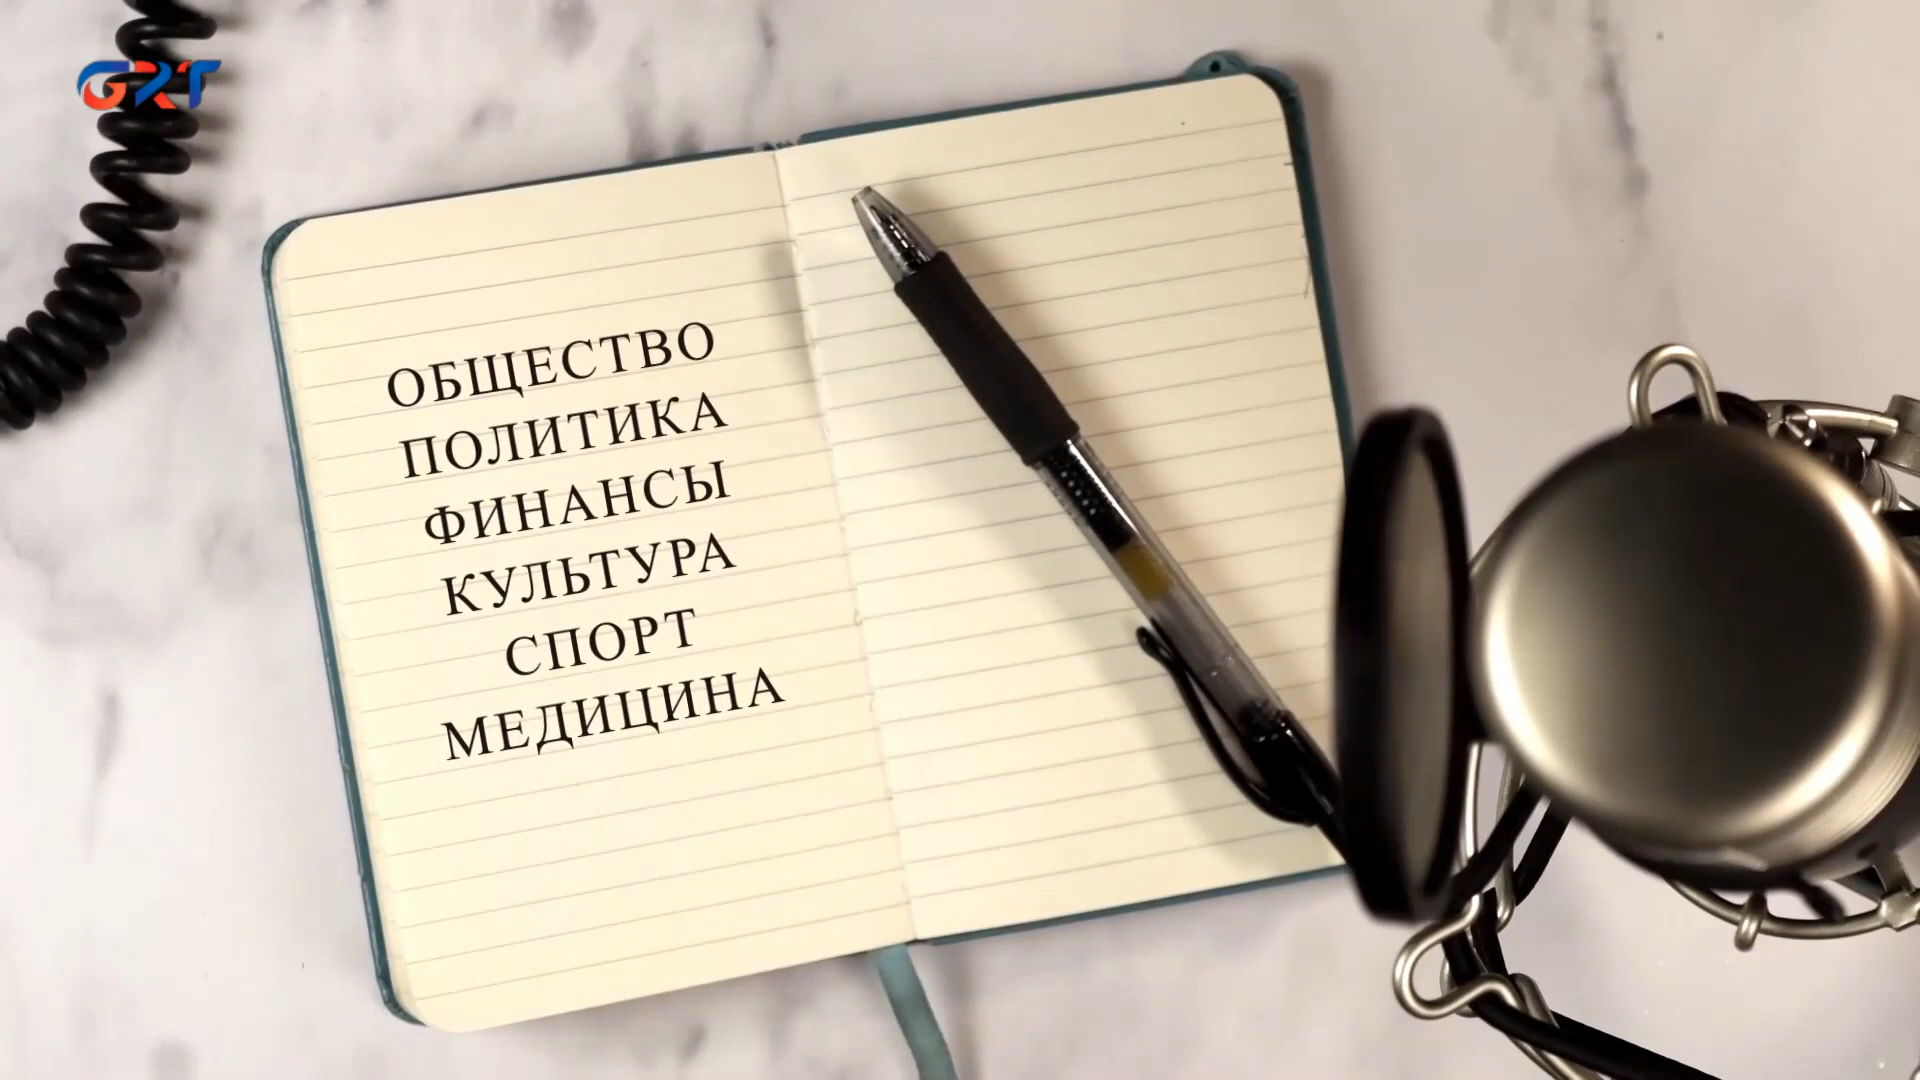 GRT
ОБЩЕСТВО
ПОЛИТИКА
ФИНАНСЫ
КУЛЬТУРА
СПОРТ
МЕДИЦИНА